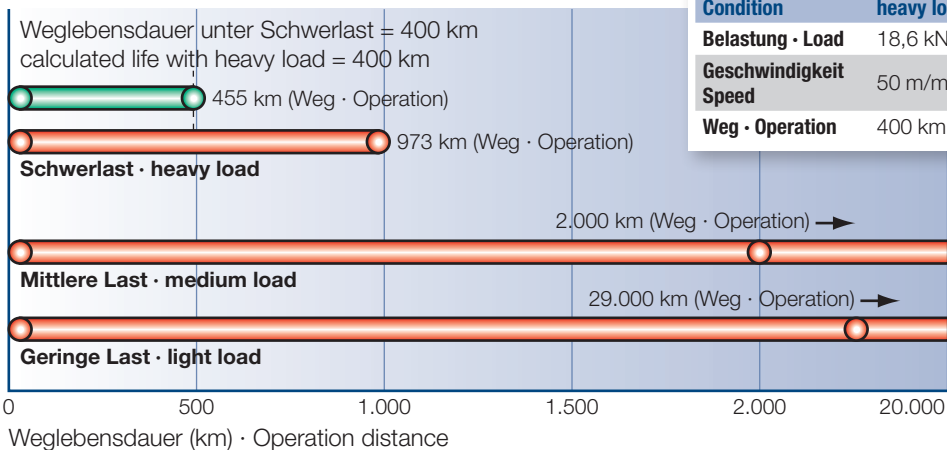 Weglebensdauer unter Schwerlast = 400 km
calculated life with heavy load = 400 km
455 km (Weg · Operation)
973 km (Weg · Operation)
Schwerlast · heavy load
2.000 km (Weg · Operation)
Mittlere Last · medium load
29.000 km (Weg · Operation)
Geringe Last · light load
0 500 1.000 1.500 2.000 20.000
Weglebensdauer (km) · Operation distance
Condition heavy
Belastung · Load 18,6
Geschwindigkeit
Speed 50
Weg · Operation 400 km